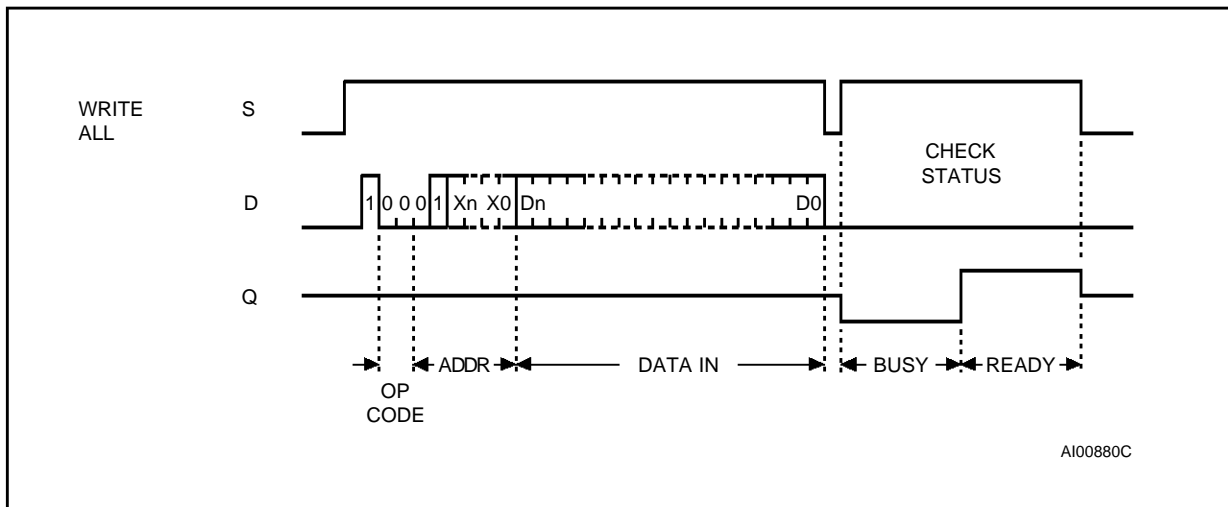 WRITE
ALL
S
CHECK
STATUS
D
1 0 0 0 1 Xn X0 Dn D0
Q
ADDR DATA IN BUSY READY
OP
CODE
AI00880C